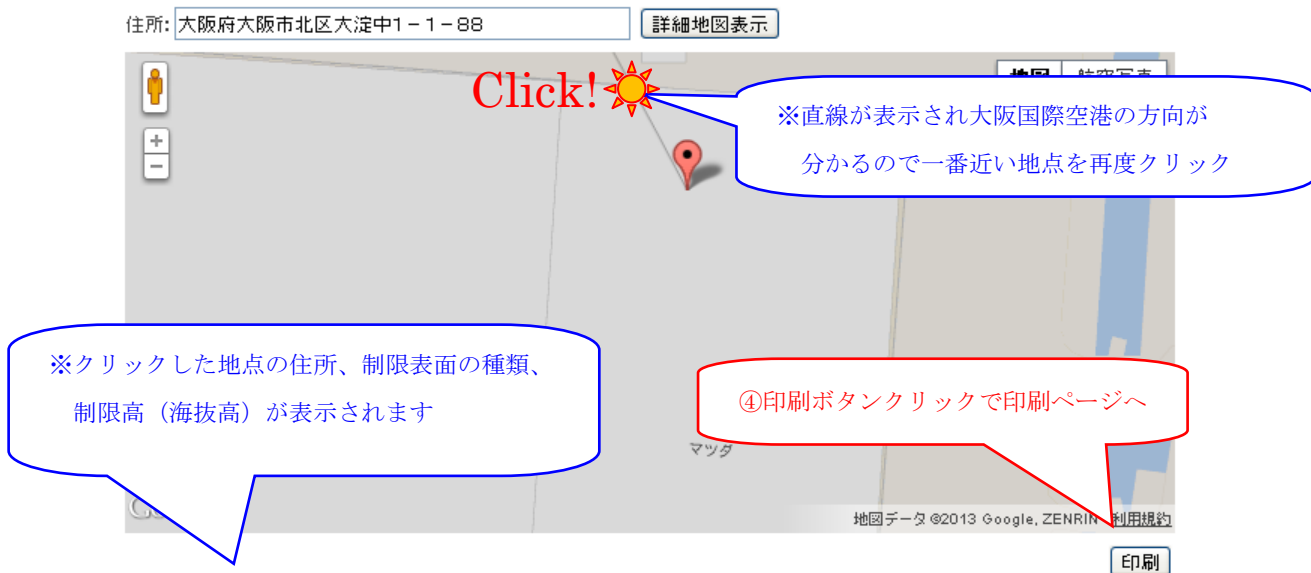 住所: 大阪府大阪市北区大淀中1-1-88 詳細地図表示
Click!
※直線が表示され大阪国際空港の方向が
分かるので一番近い地点を再度クリック
+
-
※クリックした地点の住所、制限表面の種類、
制限高（海抜高）が表示されます
④印刷ボタンクリックで印刷ページへ
マツダ
地図データ ©2013 Google, ZENRIN 利用規約
印刷